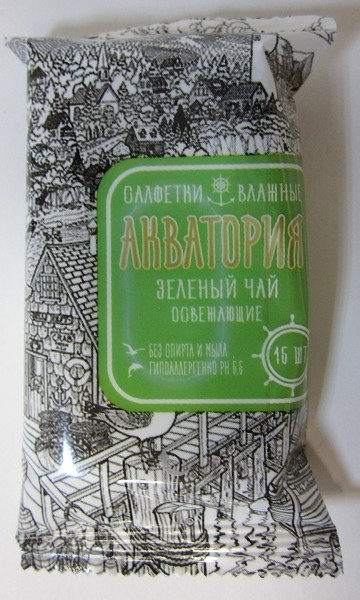 САЛФЕТКИ ВЛАЖНЫЕ
АКВАТОРИЯ
ЗЕЛЕНЫЙ ЧАЙ
ОСВЕЖАЮЩИЕ
БЕЗ СПИРТА И МЫЛА
ГИПОАЛЛЕРГЕННО PH 5,5
15 ШТ